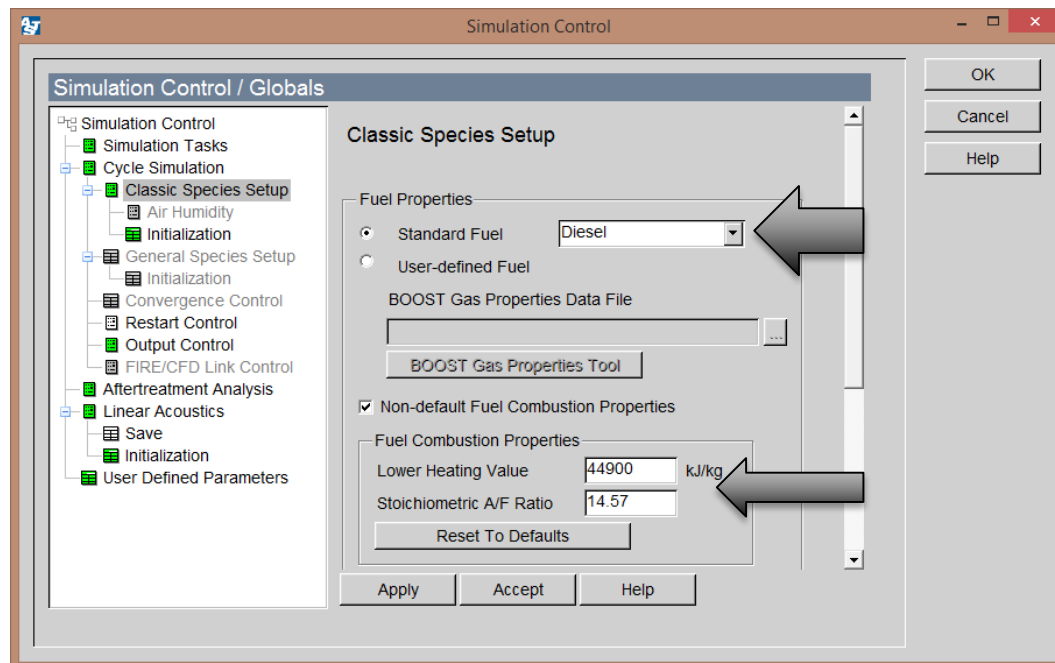 Simulation Control
Simulation Control / Globals
Simulation Control
Simulation Tasks
Cycle Simulation
Classic Species Setup
Air Humidity
Initialization
General Species Setup
Initialization
Convergence Control
Restart Control
Output Control
FIRE/CFD Link Control
Aftertreatment Analysis
Linear Acoustics
Save
Initialization
User Defined Parameters
Classic Species Setup
Fuel Properties
Standard Fuel Diesel
User-defined Fuel
BOOST Gas Properties Data File
...
BOOST Gas Properties Tool
Non-default Fuel Combustion Properties
Fuel Combustion Properties
Lower Heating Value 44900 kJ/kg
Stoichiometric A/F Ratio 14.57
Reset To Defaults
Apply Accept Help
OK
Cancel
Help